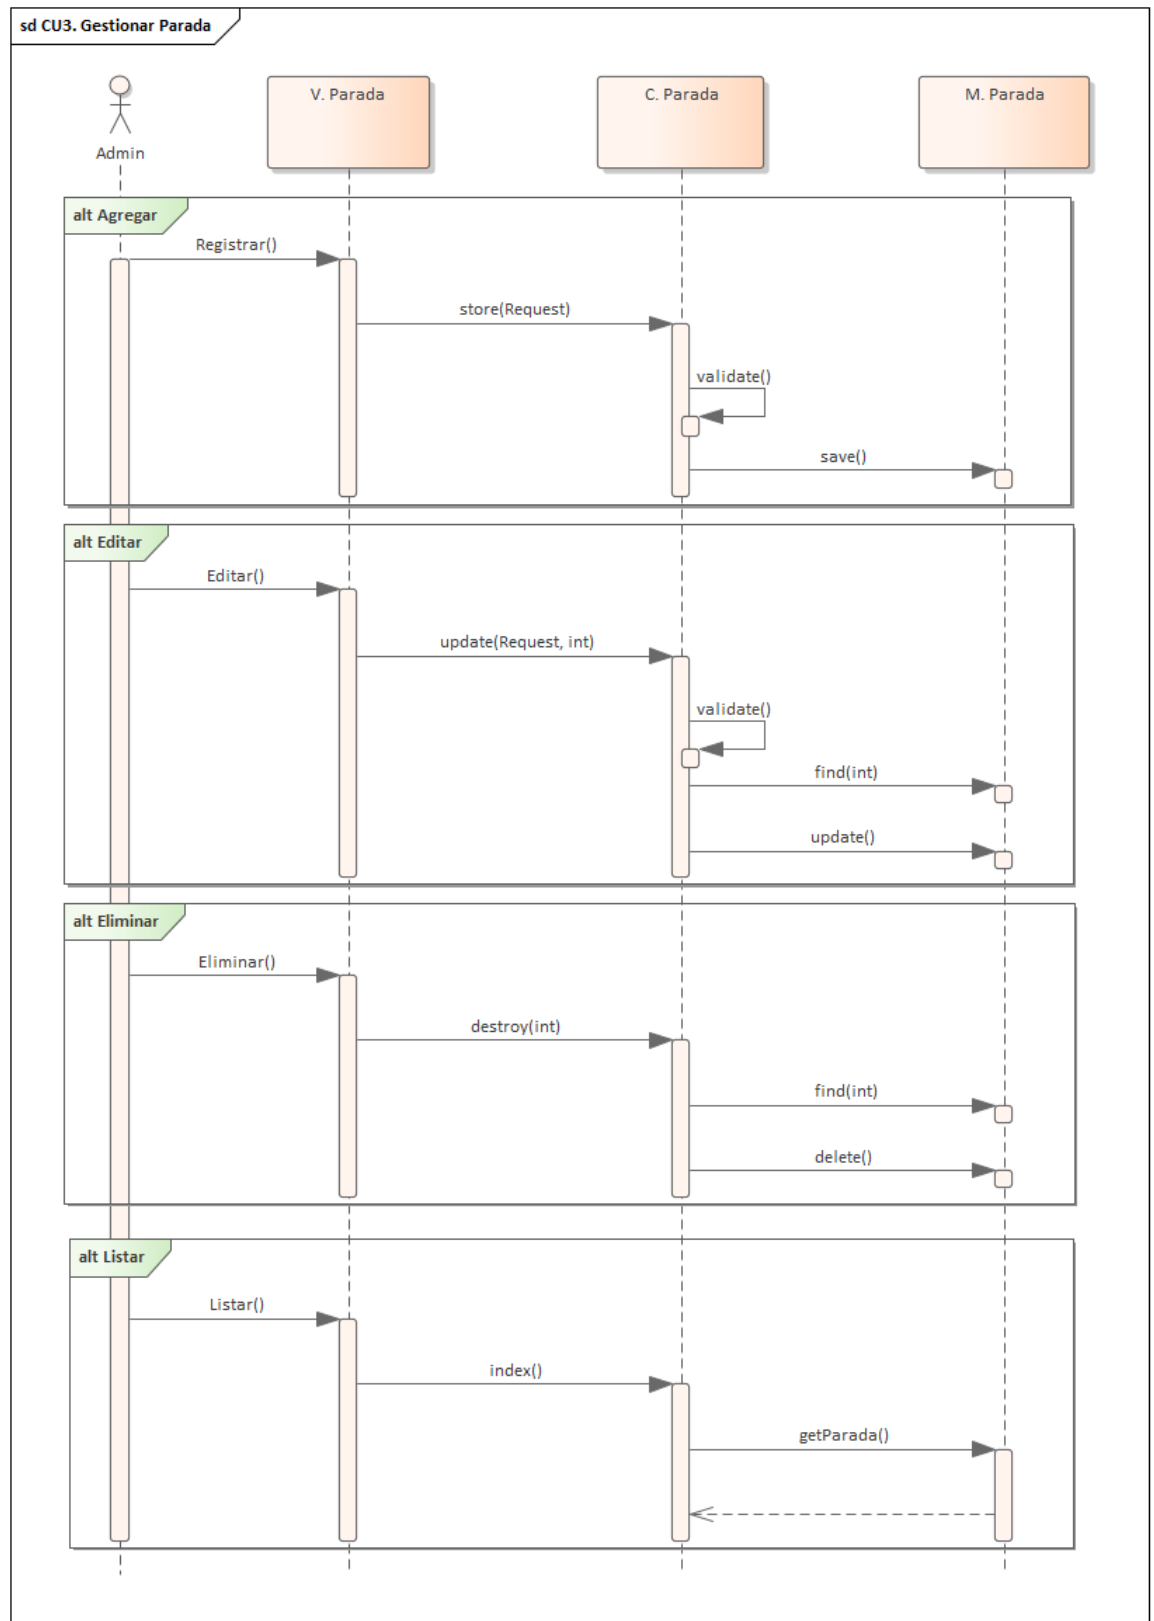 sd CU3. Gestionar Parada
Admin
V. Parada
C. Parada
M. Parada
alt Agregar
Registrar()
store(Request)
validate()
save()
alt Editar
Editar()
update(Request, int)
validate()
find(int)
update()
alt Eliminar
Eliminar()
destroy(int)
find(int)
delete()
alt Listar
Listar()
index()
getParada()